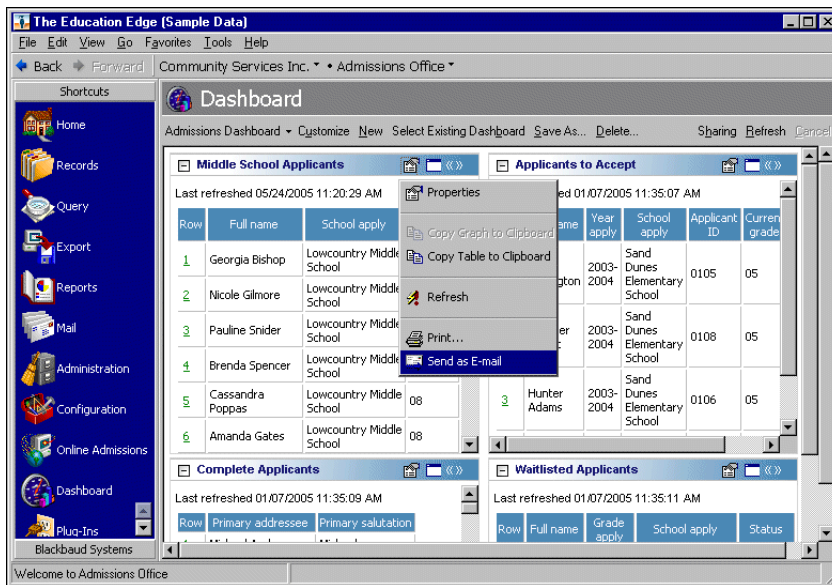 The Education Edge (Sample Data)
File Edit View Go Favorites Tools Help
Back Forward Community Services Inc. • Admissions Office
Shortcuts
Home
Records
Query
Export
Reports
Mail
Administration
Configuration
Online Admissions
Dashboard
Plug-Ins
Blackbaud Systems
Dashboard
Admissions Dashboard Customize New Select Existing Dashboard Save As... Delete... Sharing Refresh Cancel
Middle School Applicants
Last refreshed 05/24/2005 11:20:29 AM
Row Full name School apply
1 Georgia Bishop Lowcountry Middle
School
2 Nicole Gilmore Lowcountry Middle
School
3 Pauline Snider Lowcountry Middle
School
4 Brenda Spencer Lowcountry Middle
School
5 Cassandra Poppas Lowcountry Middle
School 08
6 Amanda Gates Lowcountry Middle
School 08
Properties
Copy Graph to Clipboard
Copy Table to Clipboard
Refresh
Print...
Send as E-mail
Applicants to Accept
01/07/2005 11:35:07 AM
Year apply School apply Applicant ID
grade
2003-2004 Sand Dunes Elementary School 0105 05
2003-2004 Sand Dunes Elementary School 0108 05
3 Hunter Adams 2003-2004 Sand Dunes Elementary School 0106 05
Complete Applicants
Last refreshed 01/07/2005 11:35:09 AM
Row Primary addressee Primary salutation
Waitlisted Applicants
Last refreshed 01/07/2005 11:35:11 AM
Row Full name Grade apply School apply Status
Welcome to Admissions Office